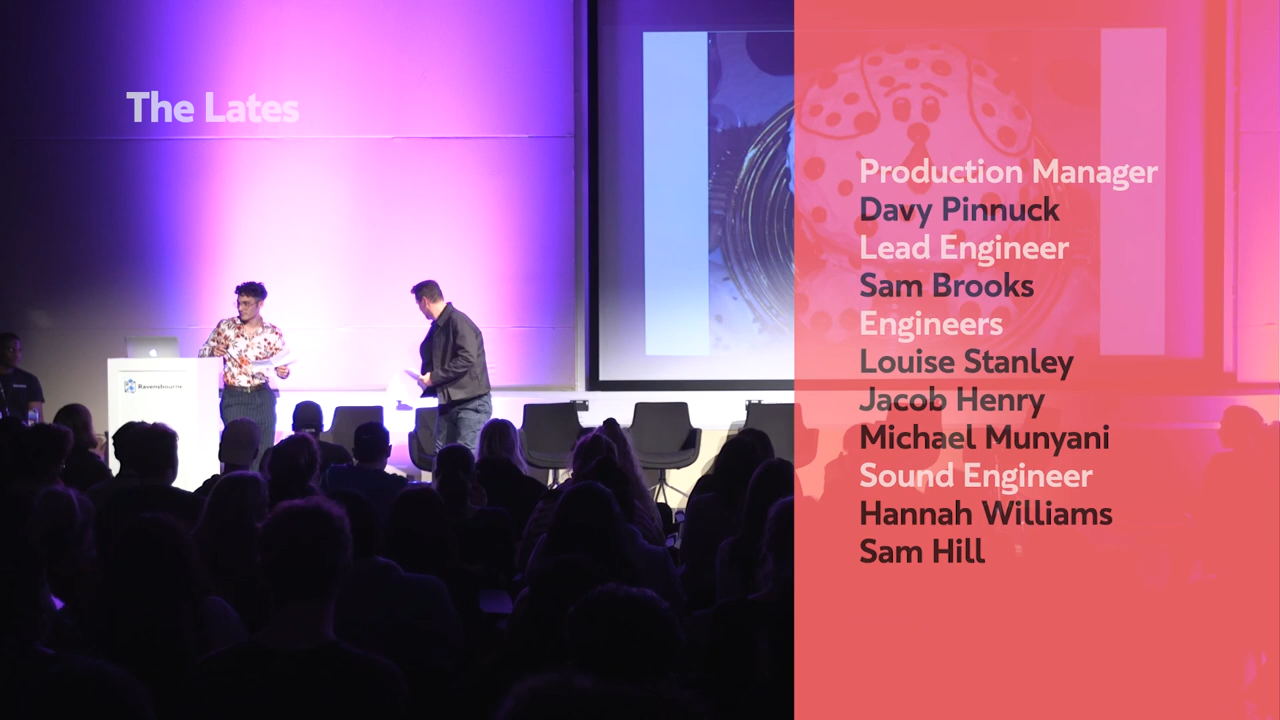 The Lates
Production Manager
Davy Pinnuck
Lead Engineer
Sam Brooks
Engineers
Louise Stanley
Jacob Henry
Michael Munyani
Sound Engineer
Hannah Williams
Sam Hill
Ravensbourne